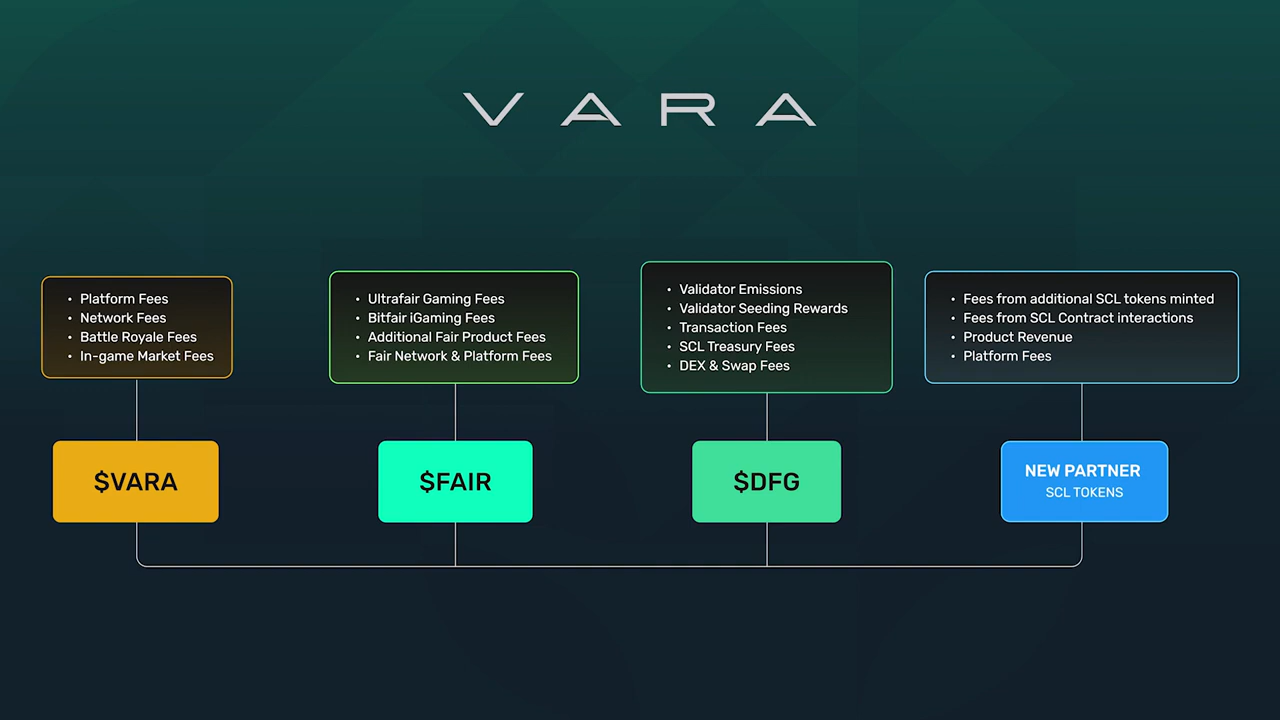 VARA
• Platform Fees
• Network Fees
• Battle Royale Fees
• In-game Market Fees
• Ultrafair Gaming Fees
• Bitfair iGaming Fees
• Additional Fair Product Fees
• Fair Network & Platform Fees
• Validator Emissions
• Validator Seeding Rewards
• Transaction Fees
• SCL Treasury Fees
• DEX & Swap Fees
• Fees from additional SCL tokens minted
• Fees from SCL Contract interactions
• Product Revenue
• Platform Fees
$VARA
$FAIR
$DFG
NEW PARTNER
SCL TOKENS